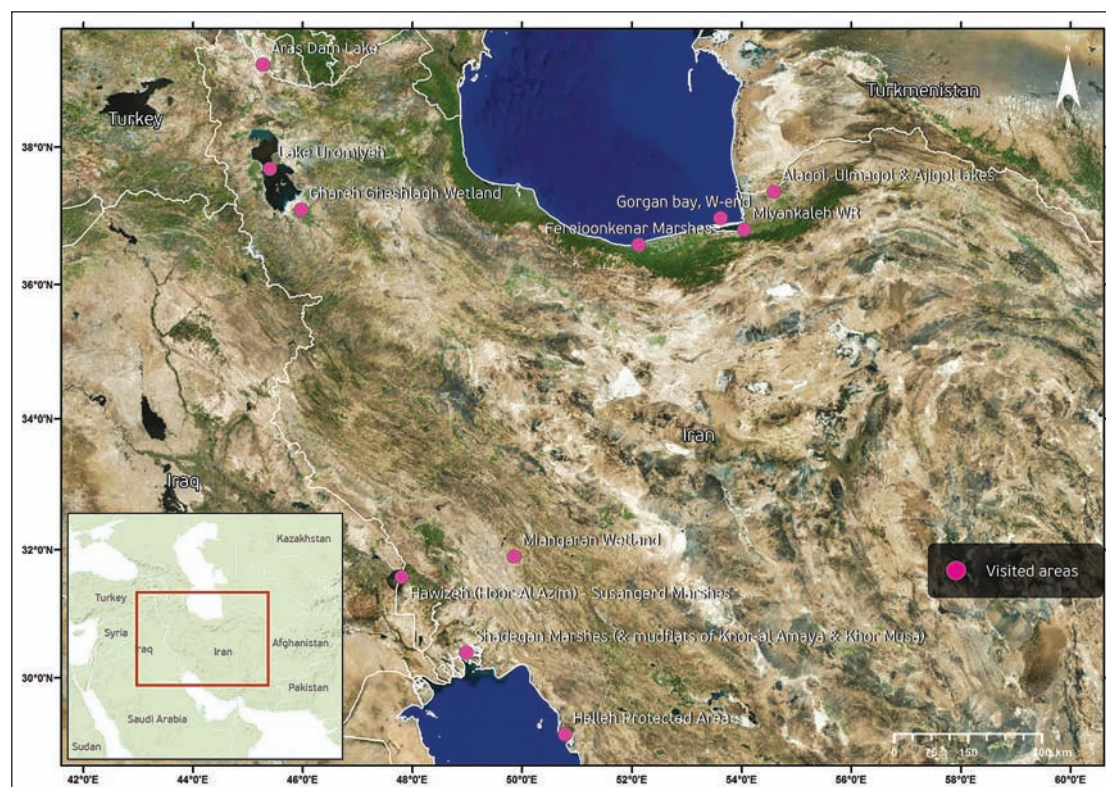 Aras Dam Lake
N
Turkey
Turkmenistan
38°0'N
Lake Uromiyeh
Ghareh Gheshlagh Wetland
Alagol, Ulmagol & Ajigol lakes
Gorgan bay, W-end
Miyankaleh WR
Fereioonkenar Marshes
36°0'N
34°0'N
Iran
Iraq
32°0'N
Miangaran Wetland
Visited areas
Hawizeh (Hoor-Al Azim) - Susangerd Marshes
Shadegan Marshes (& mudflats of Khor-al Amaya & Khor Musa)
30°0'N
Helleh Protected Area
0 75 150 300 km
Kazakhstan
Turkey
Syria
Iraq
Iran
Afghanistan
Pakistan
Saudi Arabia
Sudan
42°0'E 44°0'E 46°0'E 48°0'E 50°0'E 52°0'E 54°0'E 56°0'E 58°0'E 60°0'E